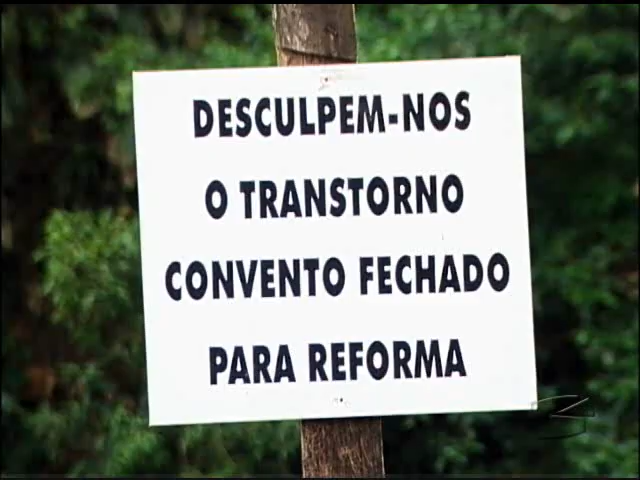 DESCULPEM-NOS
O TRANSTORNO
CONVENTO FECHADO
PARA REFORMA